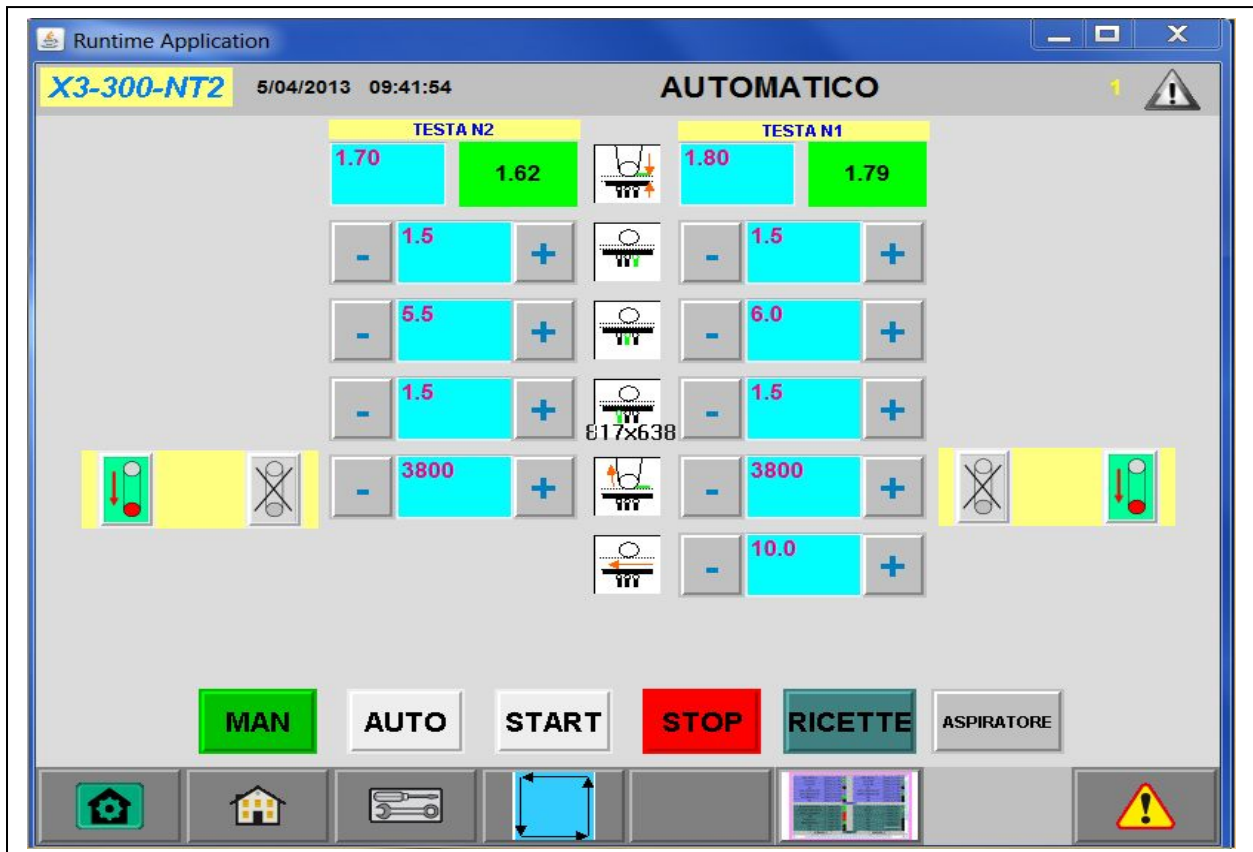 Runtime Application
X3-300-NT2 5/04/2013 09:41:54 AUTOMATICO 1
TESTA N2 TESTA N1
1.70 1.62 1.80 1.79
- 1.5 + - 1.5 +
- 5.5 + - 6.0 +
- 1.5 + - 1.5 +
817x638
- 3800 + - 3800 +
- 10.0 +
MAN AUTO START STOP RICETTE ASPIRATORE